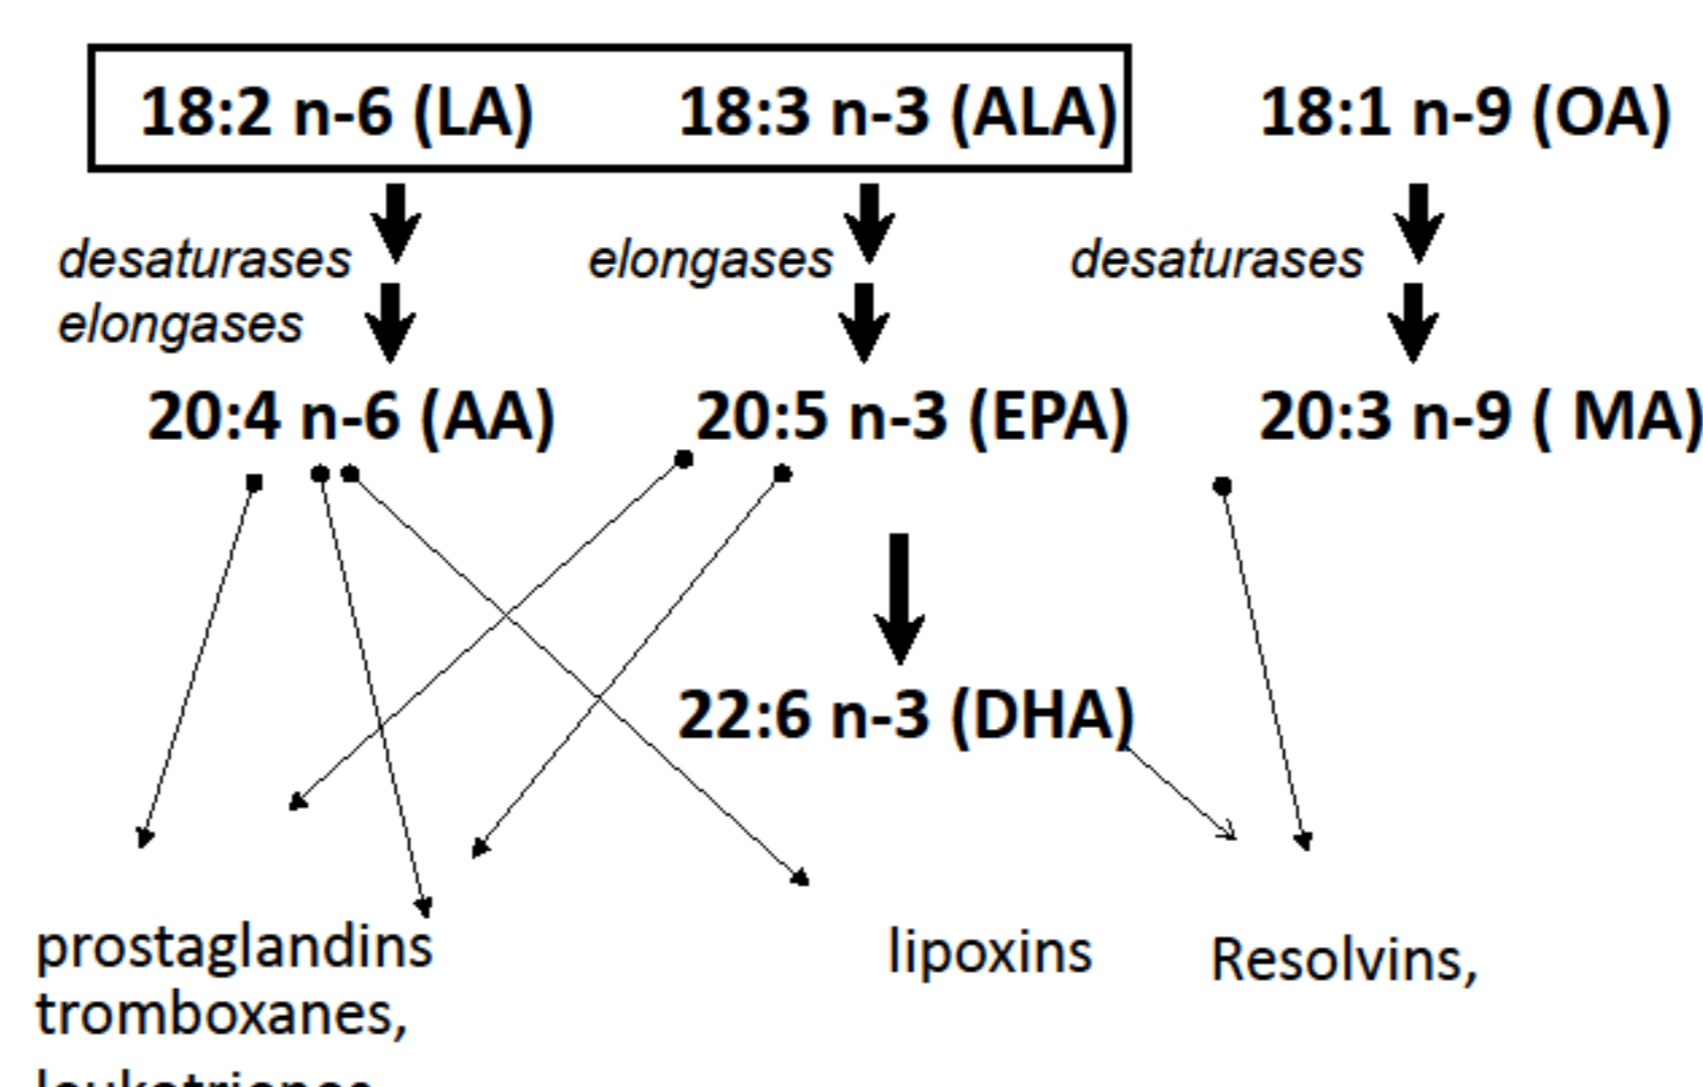 18:2 n-6 (LA) 18:3 n-3 (ALA) 18:1 n-9 (OA)
desaturases elongases desaturases
elongases
20:4 n-6 (AA) 20:5 n-3 (EPA) 20:3 n-9 ( MA)
22:6 n-3 (DHA)
prostaglandins lipoxins Resolvins,
tromboxanes,